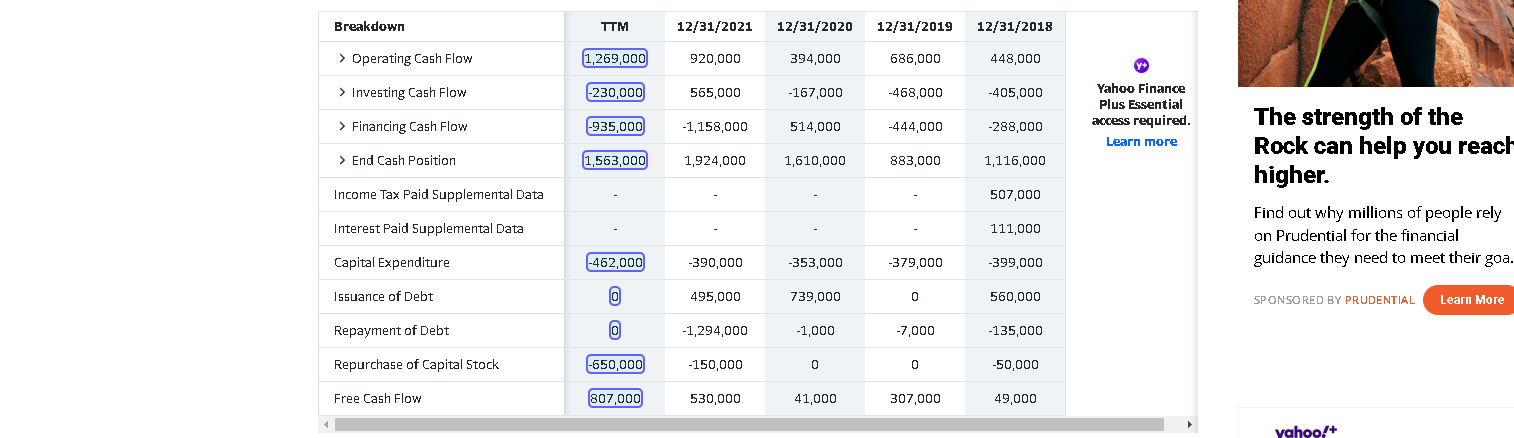 Breakdown TTM 12/31/2021 12/31/2020 12/31/2019 12/31/2018
Operating Cash Flow 1,269,000 920,000 394,000 686,000 448,000
Investing Cash Flow -230,000 565,000 -167,000 -468,000 -405,000
Financing Cash Flow -935,000 -1,158,000 514,000 -444,000 -288,000
End Cash Position 1,563,000 1,924,000 1,610,000 883,000 1,116,000
Income Tax Paid Supplemental Data - - - - 507,000
Interest Paid Supplemental Data - - - - 111,000
Capital Expenditure -462,000 -390,000 -353,000 -379,000 -399,000
Issuance of Debt 0 495,000 739,000 0 560,000
Repayment of Debt 0 -1,294,000 -1,000 -7,000 -135,000
Repurchase of Capital Stock -650,000 -150,000 0 0 -50,000
Free Cash Flow 807,000 530,000 41,000 307,000 49,000
y+
Yahoo Finance
Plus Essential
access required.
Learn more
The strength of the
Rock can help you reach
higher.
Find out why millions of people rely
on Prudential for the financial
guidance they need to meet their goa.
SPONSORED BY PRUDENTIAL Learn More
yahoo!+